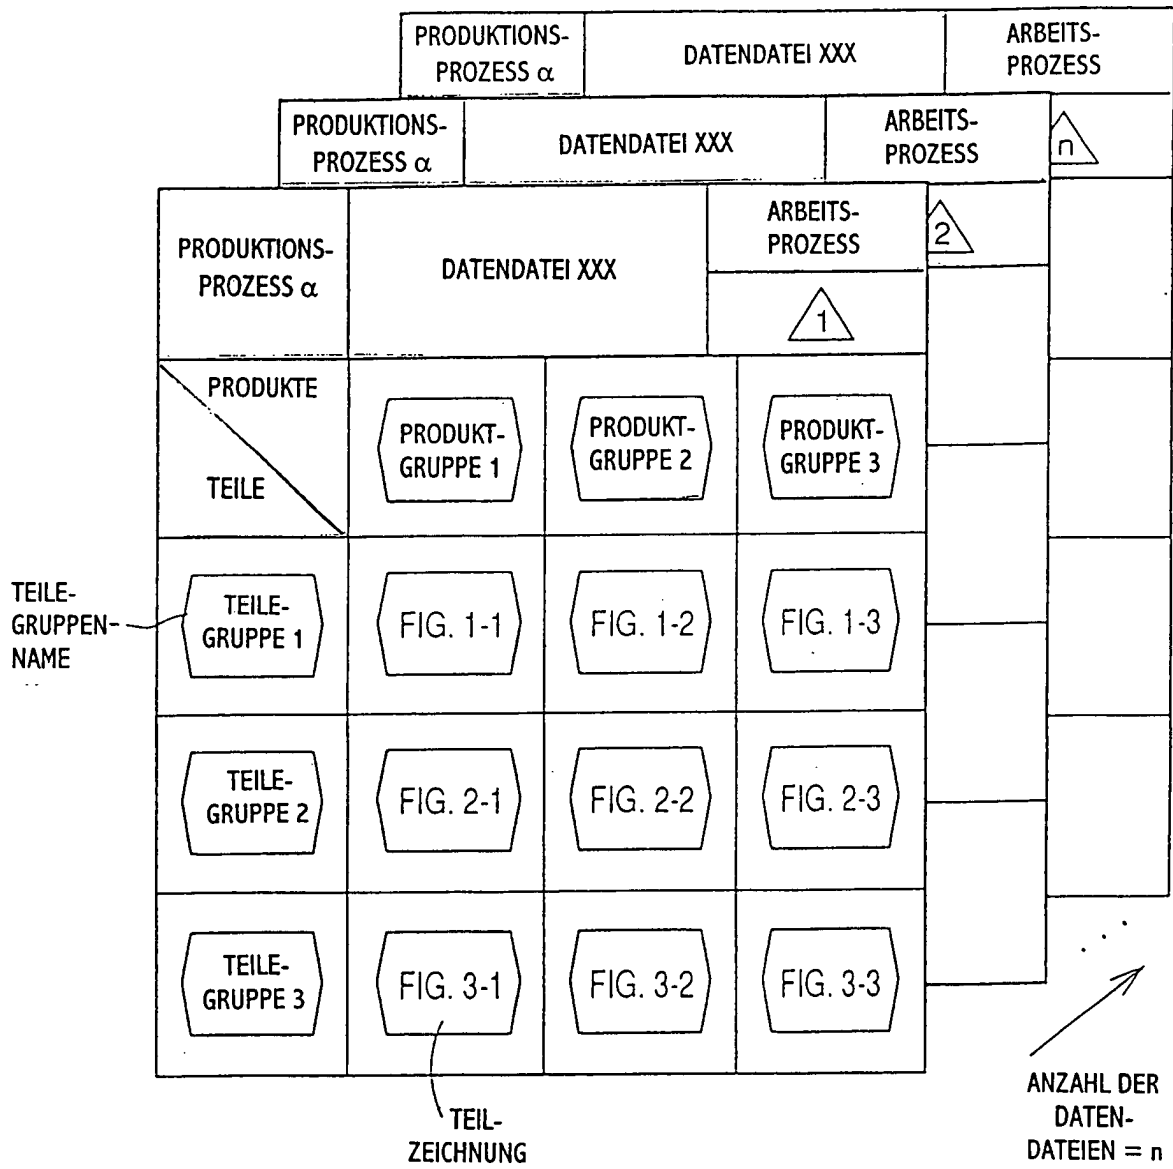 PRODUKTIONS-
PROZESS α
DATENDATEI XXX
ARBEITS-
PROZESS
n
PRODUKTIONS-
PROZESS α
DATENDATEI XXX
ARBEITS-
PROZESS
2
PRODUKTIONS-
PROZESS α
DATENDATEI XXX
ARBEITS-
PROZESS
1
PRODUKTE
TEILE
PRODUKT-
GRUPPE 1
PRODUKT-
GRUPPE 2
PRODUKT-
GRUPPE 3
TEILE-
GRUPPEN-
NAME
TEILE-
GRUPPE 1
FIG. 1-1
FIG. 1-2
FIG. 1-3
TEILE-
GRUPPE 2
FIG. 2-1
FIG. 2-2
FIG. 2-3
TEILE-
GRUPPE 3
FIG. 3-1
FIG. 3-2
FIG. 3-3
TEIL-
ZEICHNUNG
ANZAHL DER
DATEN-
DATEIEN = n